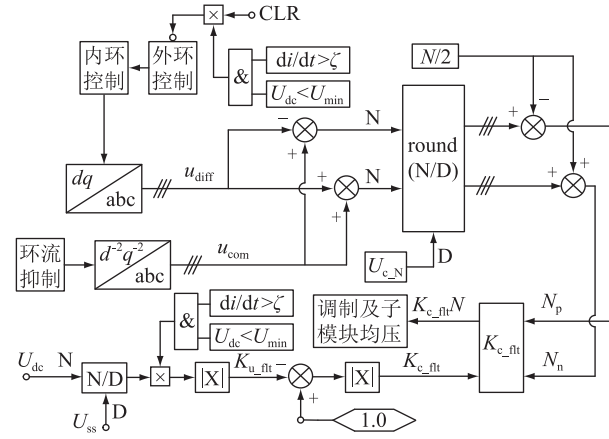 × CLR
内环控制
外环控制
&
di/dt>ζ
U_dc<U_min
N/2
dq
abc
u_diff
−
+
N
+
+
N
round
(N/D)
+ −
+
+
环流抑制
d^-2 q^-2
abc
u_com
U_c_N
D
&
di/dt>ζ
U_dc<U_min
调制及子模块均压
K_c_flt N
K_c_flt
N_p
N_n
U_dc N
N/D
×
|X|
K_u_flt
−
+
|X|
K_c_flt
U_ss
D
1.0